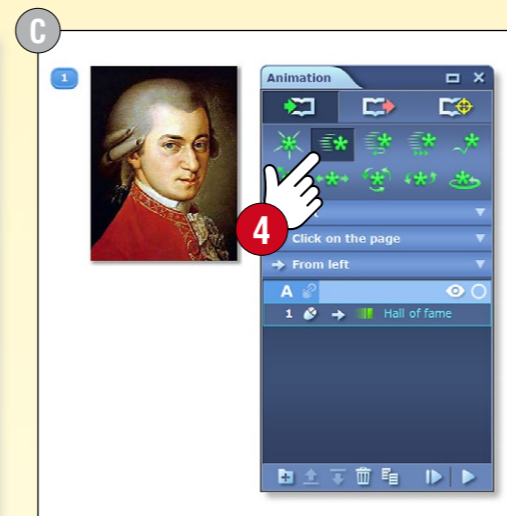 C
1
Animation
4
Click on the page
From left
A
1 Hall of fame